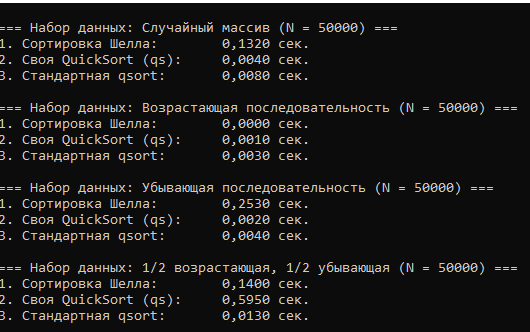 === Набор данных: Случайный массив (N = 50000) ===
1. Сортировка Шелла: 0,1320 сек.
2. Своя QuickSort (qs): 0,0040 сек.
3. Стандартная qsort: 0,0080 сек.
=== Набор данных: Возрастающая последовательность (N = 50000) ===
1. Сортировка Шелла: 0,0000 сек.
2. Своя QuickSort (qs): 0,0010 сек.
3. Стандартная qsort: 0,0030 сек.
=== Набор данных: Убывающая последовательность (N = 50000) ===
1. Сортировка Шелла: 0,2530 сек.
2. Своя QuickSort (qs): 0,0020 сек.
3. Стандартная qsort: 0,0040 сек.
=== Набор данных: 1/2 возрастающая, 1/2 убывающая (N = 50000) ===
1. Сортировка Шелла: 0,1400 сек.
2. Своя QuickSort (qs): 0,5950 сек.
3. Стандартная qsort: 0,0130 сек.